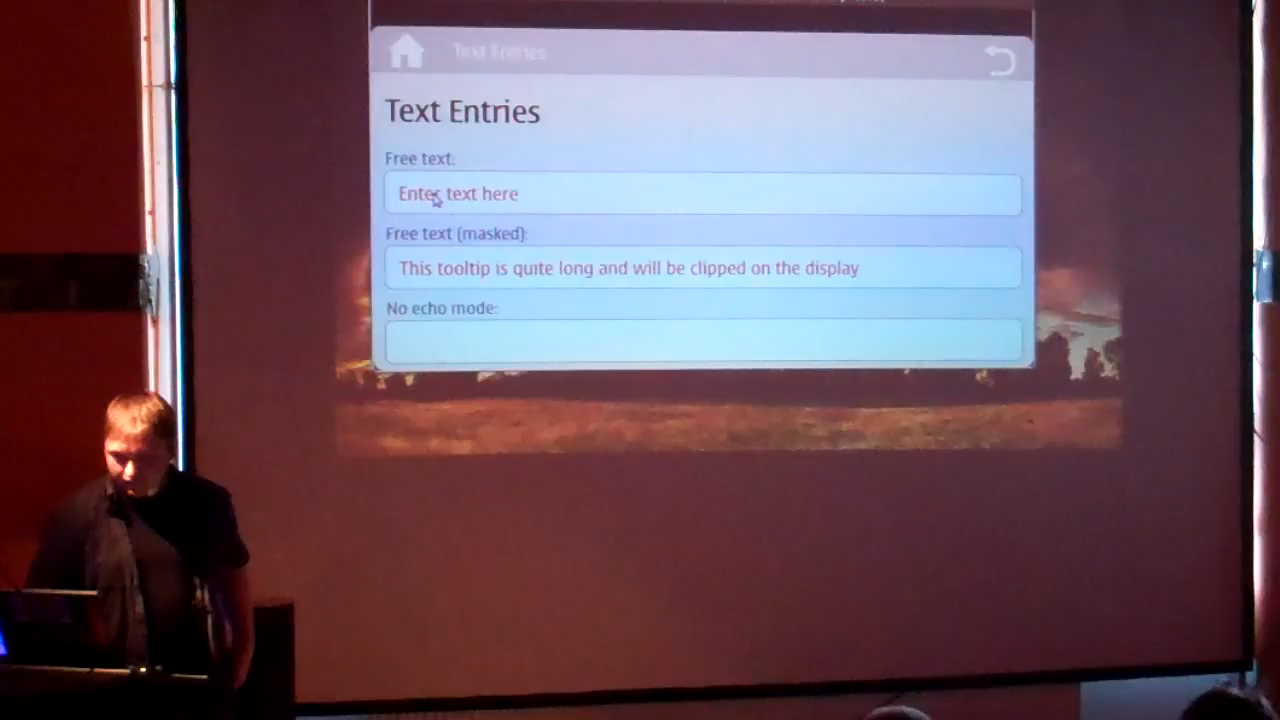 Text Entries
Text Entries
Free text:
Enter text here
Free text (masked):
This tooltip is quite long and will be clipped on the display
No echo mode: